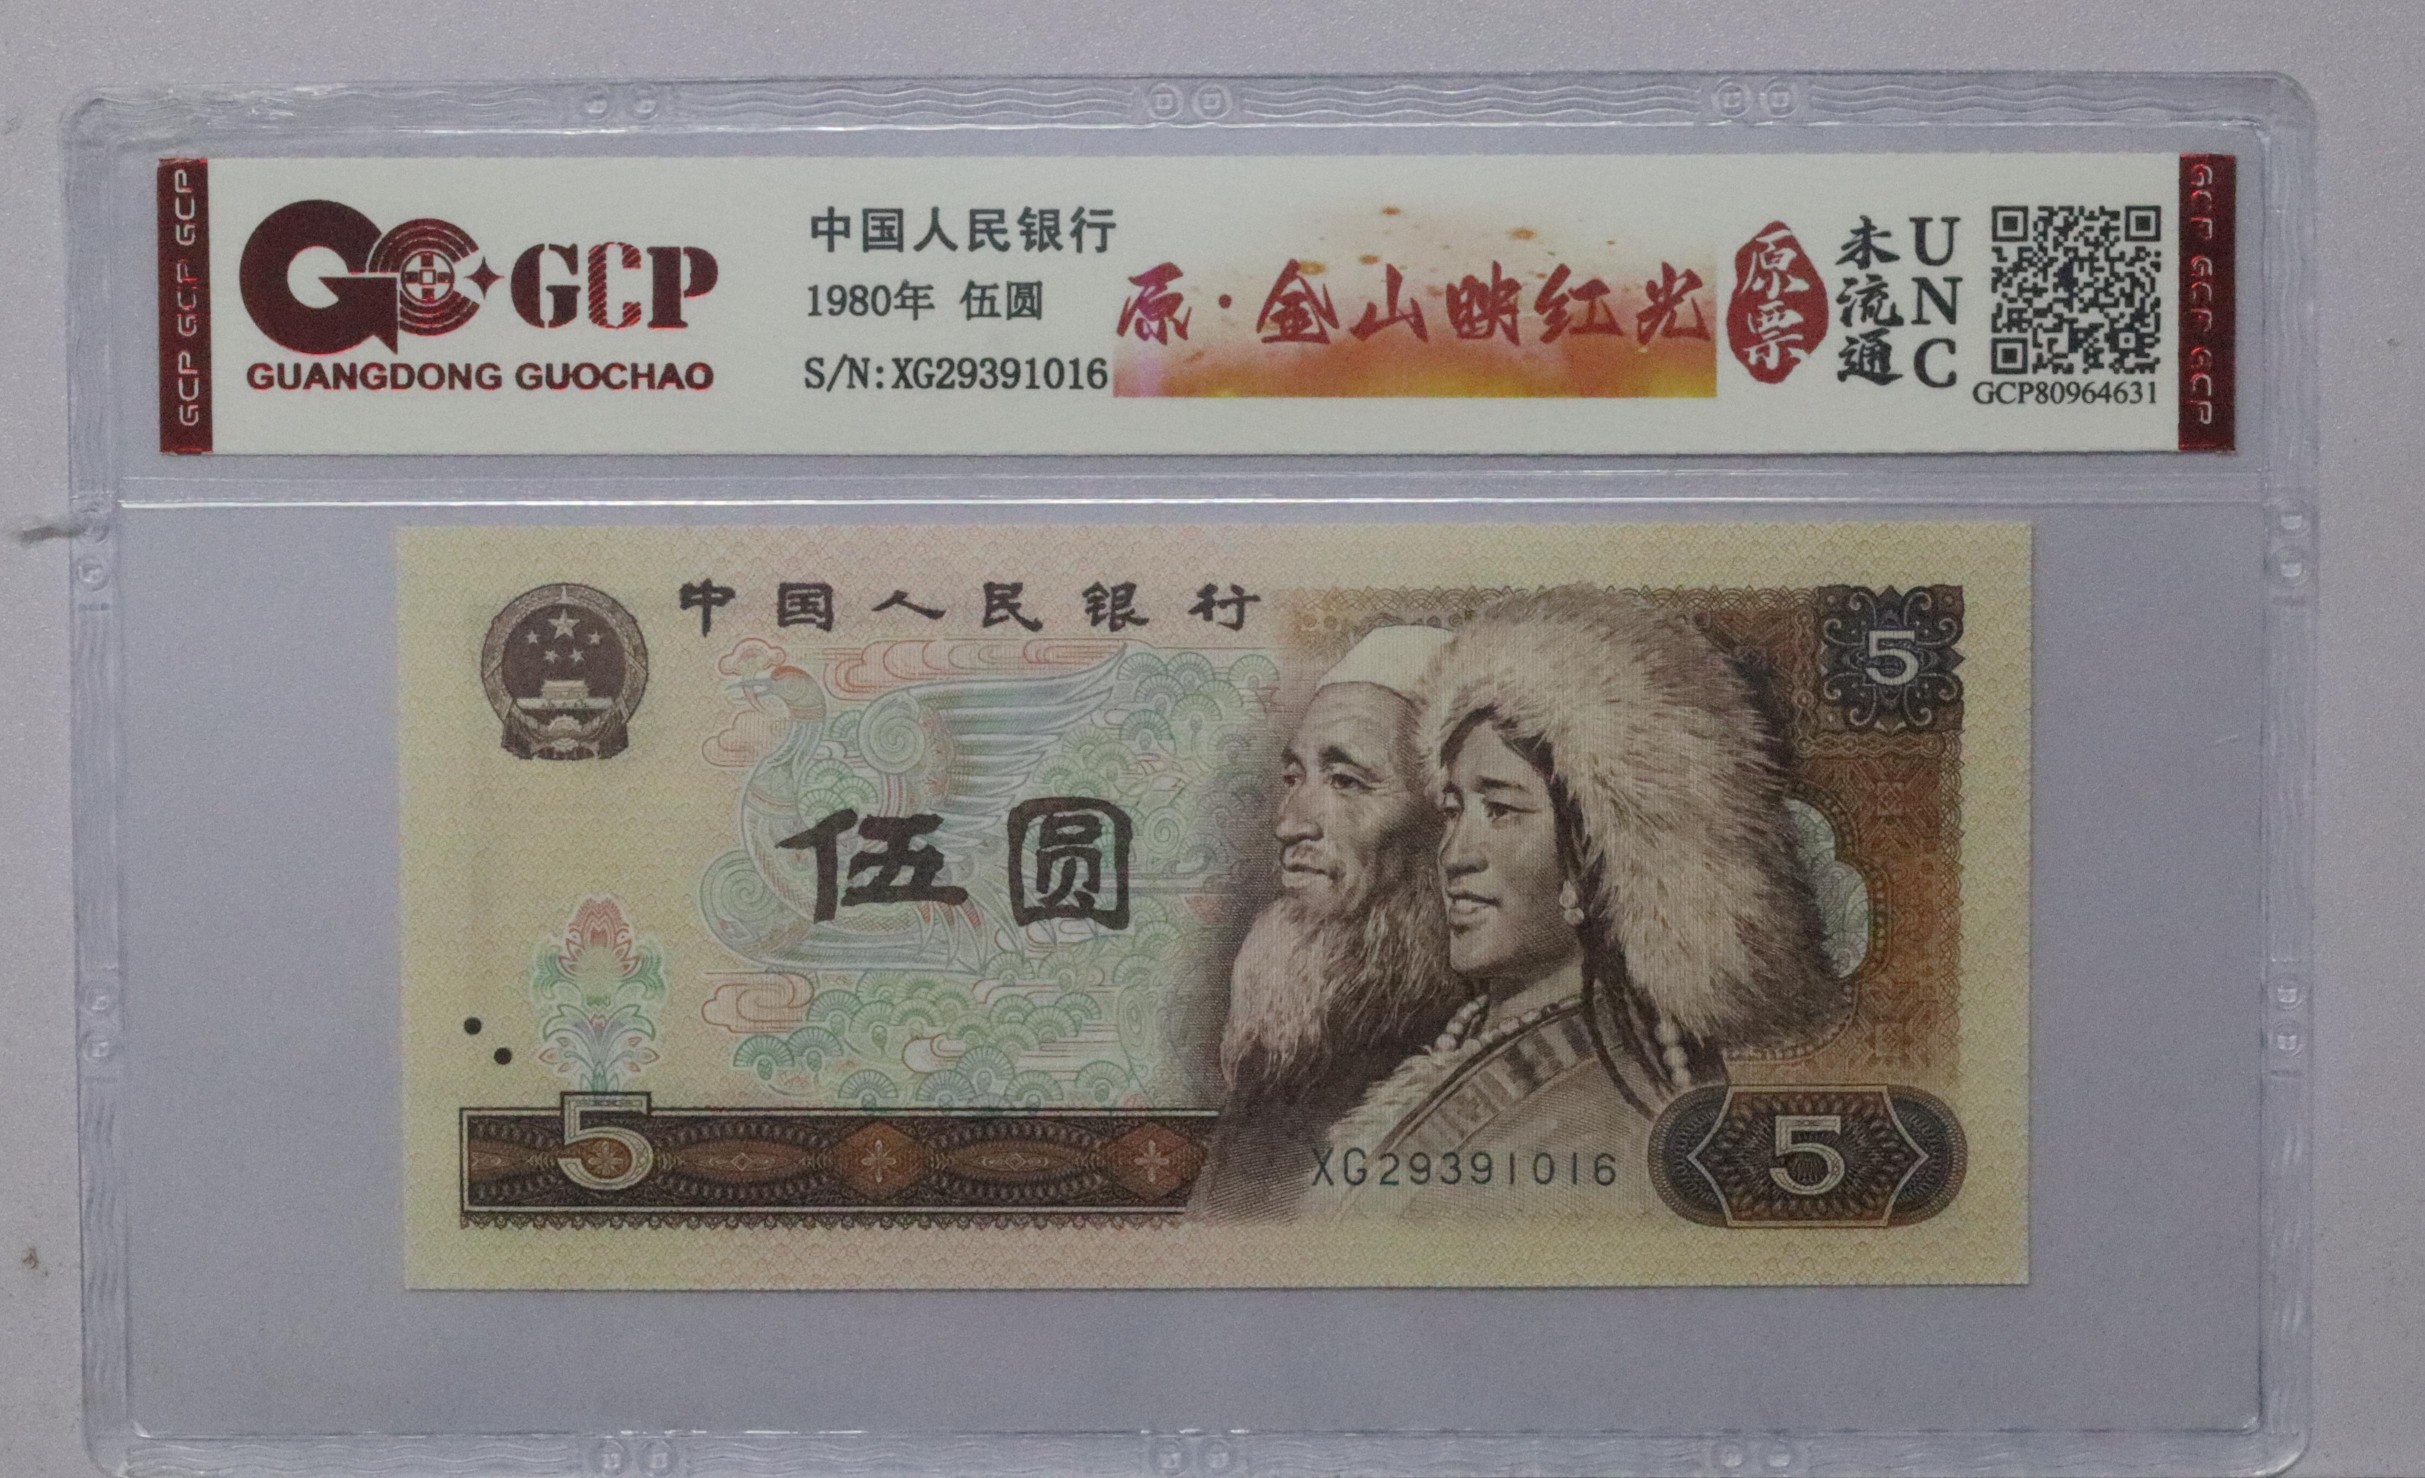 GCP GCP GCP
GCP
GUANGDONG GUOCHAO
中国人民银行
1980年 伍圆
S/N:XG29391016
原·金山映红光
原票
未流通
UNC
GCP80964631
GCP GCP GCP
中国人民银行
5
伍圆
5
XG29391016
5